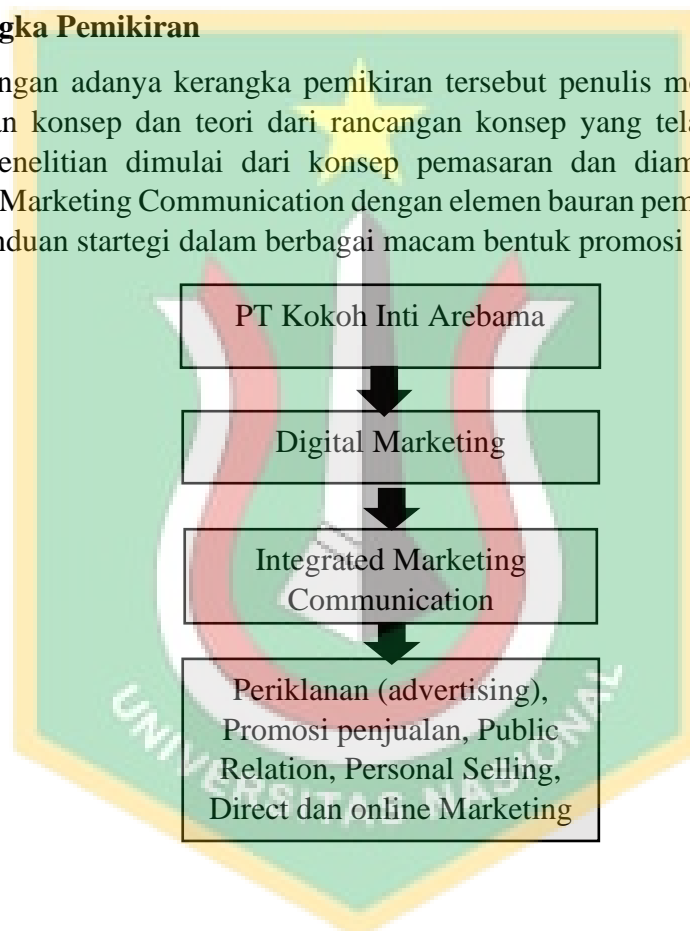 gka Pemikiran
ngan adanya kerangka pemikiran tersebut penulis me
an konsep dan teori dari rancangan konsep yang tela
enelitian dimulai dari konsep pemasaran dan diam
Marketing Communication dengan elemen bauran pem
nduan startegi dalam berbagai macam bentuk promosi
PT Kokoh Inti Arebama
Digital Marketing
Integrated Marketing
Communication
Periklanan (advertising),
Promosi penjualan, Public
Relation, Personal Selling,
Direct dan online Marketing
UNIVERSITAS NASIONAL